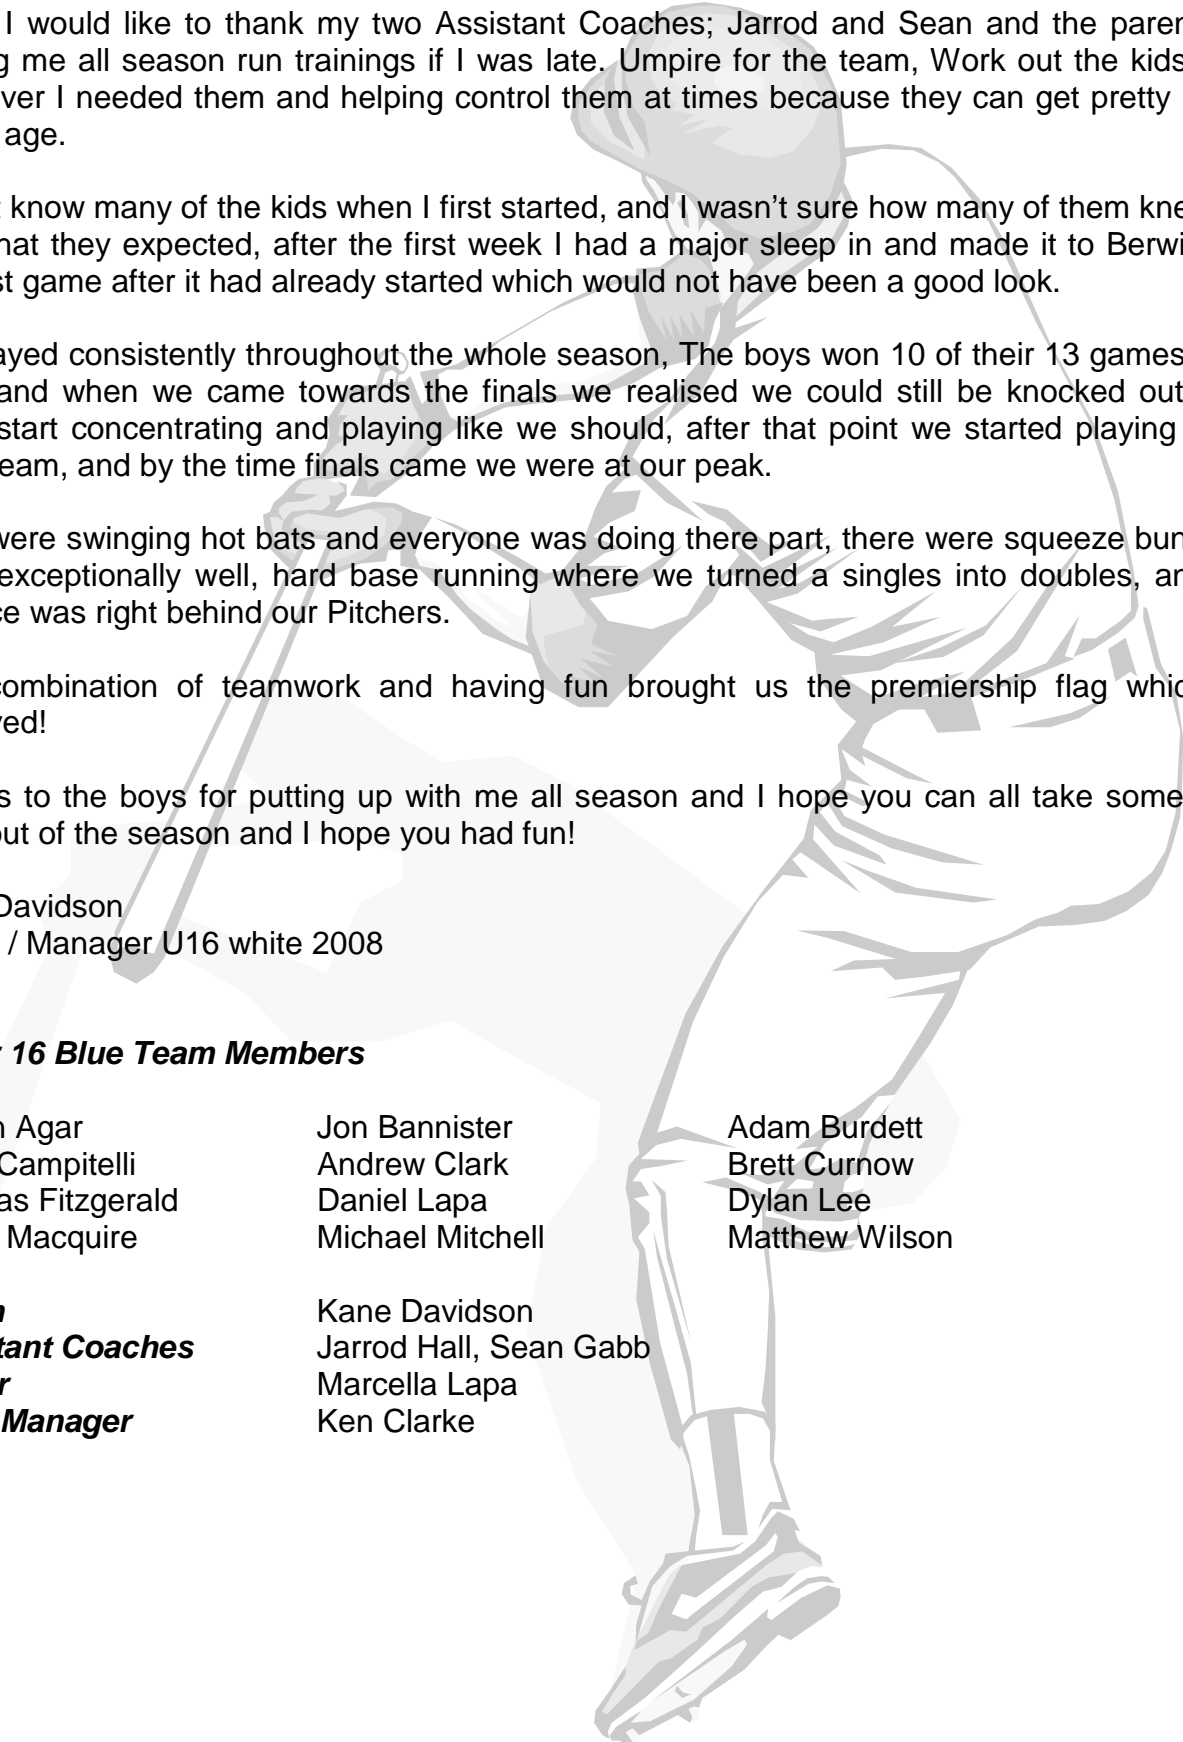 I would like to thank my two Assistant Coaches; Jarrod and Sean and the paren
g me all season run trainings if I was late. Umpire for the team, Work out the kids
ver I needed them and helping control them at times because they can get pretty
age.
t know many of the kids when I first started, and I wasn't sure how many of them kne
hat they expected, after the first week I had a major sleep in and made it to Berwi
st game after it had already started which would not have been a good look.
ayed consistently throughout the whole season, The boys won 10 of their 13 games
and when we came towards the finals we realised we could still be knocked out
start concentrating and playing like we should, after that point we started playing
eam, and by the time finals came we were at our peak.
were swinging hot bats and everyone was doing there part, there were squeeze bun
exceptionally well, hard base running where we turned a singles into doubles, an
ce was right behind our Pitchers.
combination of teamwork and having fun brought us the premiership flag whic
ved!
s to the boys for putting up with me all season and I hope you can all take some
out of the season and I hope you had fun!
Davidson
/ Manager U16 white 2008
r 16 Blue Team Members
n Agar Jon Bannister Adam Burdett
Campitelli Andrew Clark Brett Curnow
as Fitzgerald Daniel Lapa Dylan Lee
Macquire Michael Mitchell Matthew Wilson
h Kane Davidson
tant Coaches Jarrod Hall, Sean Gabb
r Marcella Lapa
Manager Ken Clarke